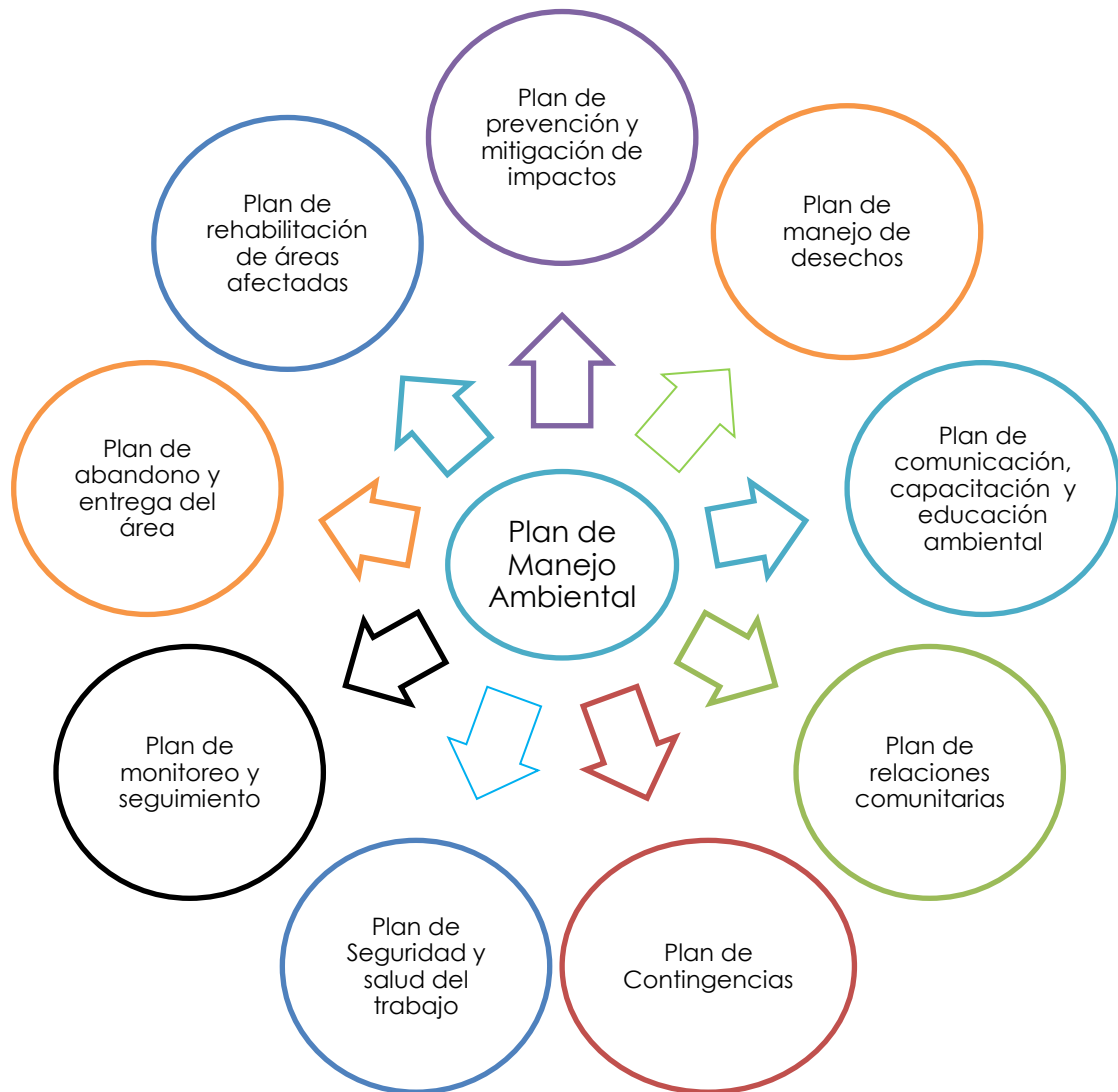 Plan de
prevención y
mitigación de
impactos
Plan de
manejo de
desechos
Plan de
comunicación,
capacitación y
educación
ambiental
Plan de
relaciones
comunitarias
Plan de
Contingencias
Plan de
Seguridad y
salud del
trabajo
Plan de
monitoreo y
seguimiento
Plan de
abandono y
entrega del
área
Plan de
rehabilitación
de áreas
afectadas
Plan de
Manejo
Ambiental